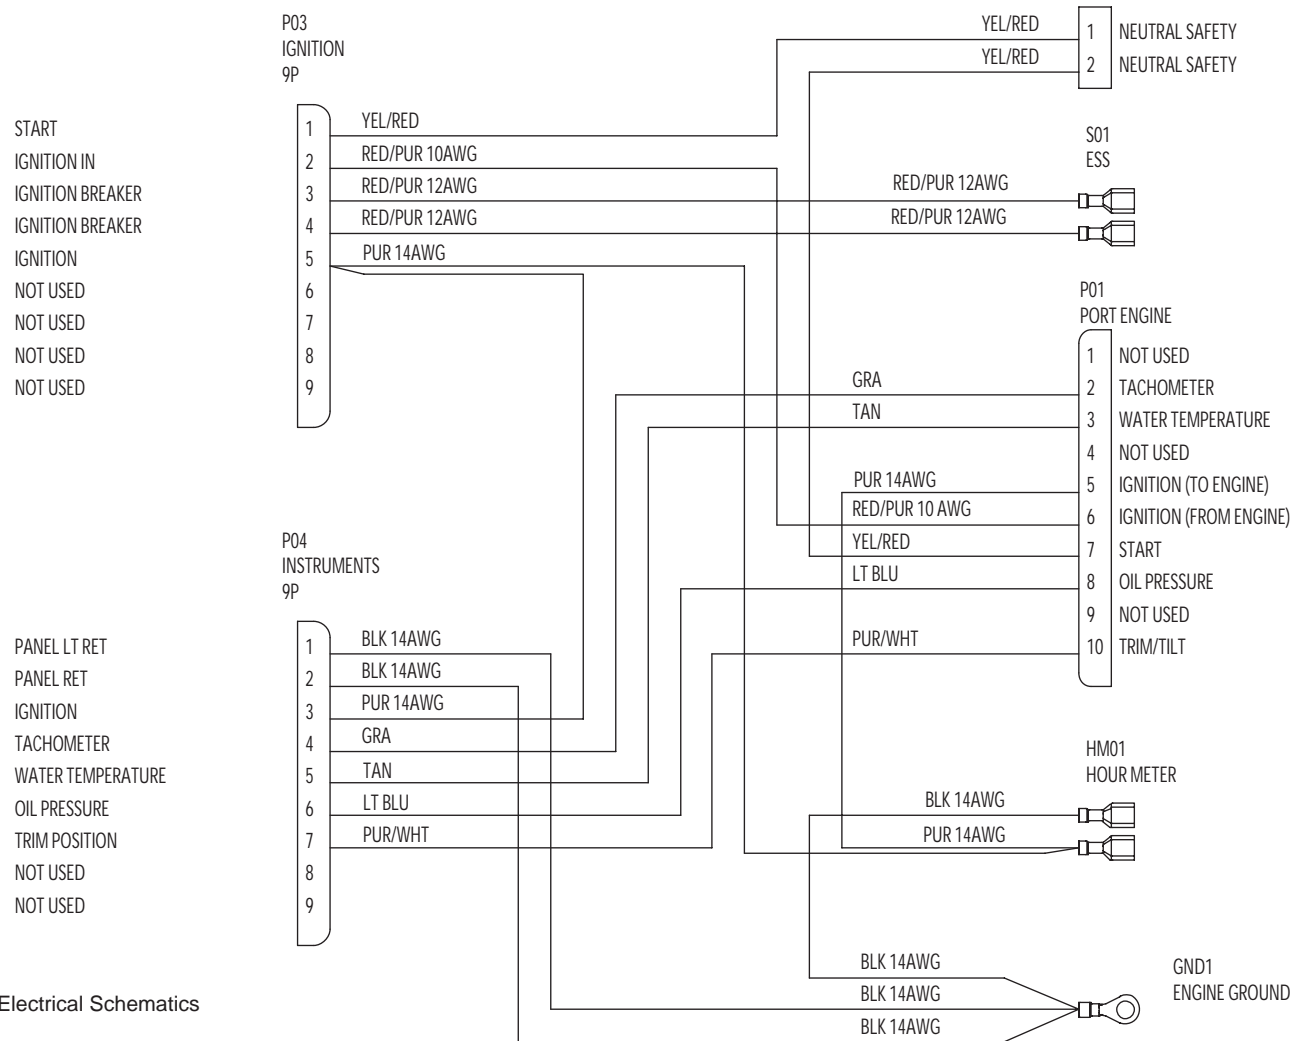 P03
IGNITION
9P
START
IGNITION IN
IGNITION BREAKER
IGNITION BREAKER
IGNITION
NOT USED
NOT USED
NOT USED
NOT USED
1
2
3
4
5
6
7
8
9
YEL/RED
RED/PUR 10AWG
RED/PUR 12AWG
RED/PUR 12AWG
PUR 14AWG
YEL/RED
YEL/RED
1 NEUTRAL SAFETY
2 NEUTRAL SAFETY
S01
ESS
RED/PUR 12AWG
RED/PUR 12AWG
P01
PORT ENGINE
1 NOT USED
2 TACHOMETER
3 WATER TEMPERATURE
4 NOT USED
5 IGNITION (TO ENGINE)
6 IGNITION (FROM ENGINE)
7 START
8 OIL PRESSURE
9 NOT USED
10 TRIM/TILT
GRA
TAN
PUR 14AWG
RED/PUR 10 AWG
YEL/RED
LT BLU
PUR/WHT
P04
INSTRUMENTS
9P
PANEL LT RET
PANEL RET
IGNITION
TACHOMETER
WATER TEMPERATURE
OIL PRESSURE
TRIM POSITION
NOT USED
NOT USED
1
2
3
4
5
6
7
8
9
BLK 14AWG
BLK 14AWG
PUR 14AWG
GRA
TAN
LT BLU
PUR/WHT
HM01
HOUR METER
BLK 14AWG
PUR 14AWG
BLK 14AWG
BLK 14AWG
BLK 14AWG
GND1
ENGINE GROUND
Electrical Schematics